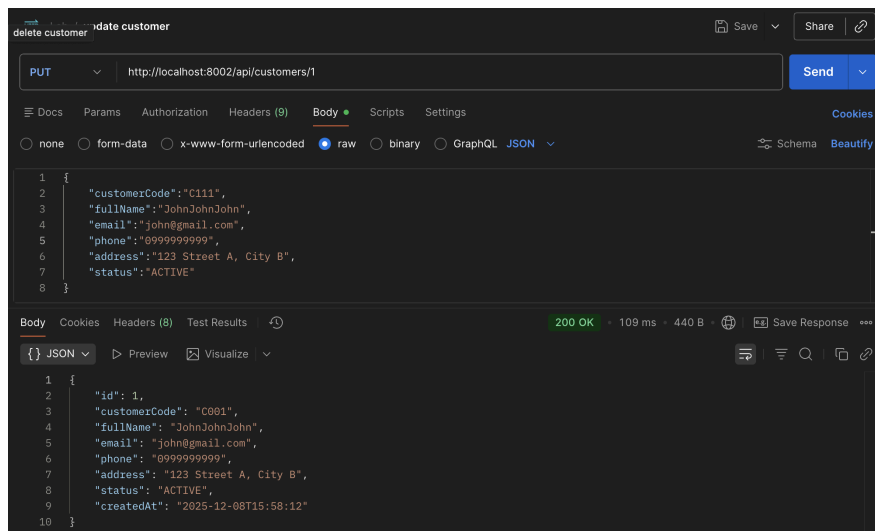 update customer
Save
Share
delete customer
PUT
http://localhost:8002/api/customers/1
Send
Docs Params Authorization Headers (9) Body Scripts Settings
Cookies
none form-data x-www-form-urlencoded raw binary GraphQL JSON
Schema Beautify
1 {
2 "customerCode":"C111",
3 "fullName":"JohnJohnJohn",
4 "email":"john@gmail.com",
5 "phone":"0999999999",
6 "address":"123 Street A, City B",
7 "status":"ACTIVE"
8 }
Body Cookies Headers (8) Test Results
200 OK • 109 ms • 440 B • e.g. Save Response
{} JSON Preview Visualize
1 {
2 "id": 1,
3 "customerCode": "C001",
4 "fullName": "JohnJohnJohn",
5 "email": "john@gmail.com",
6 "phone": "0999999999",
7 "address": "123 Street A, City B",
8 "status": "ACTIVE",
9 "createdAt": "2025-12-08T15:58:12"
10 }